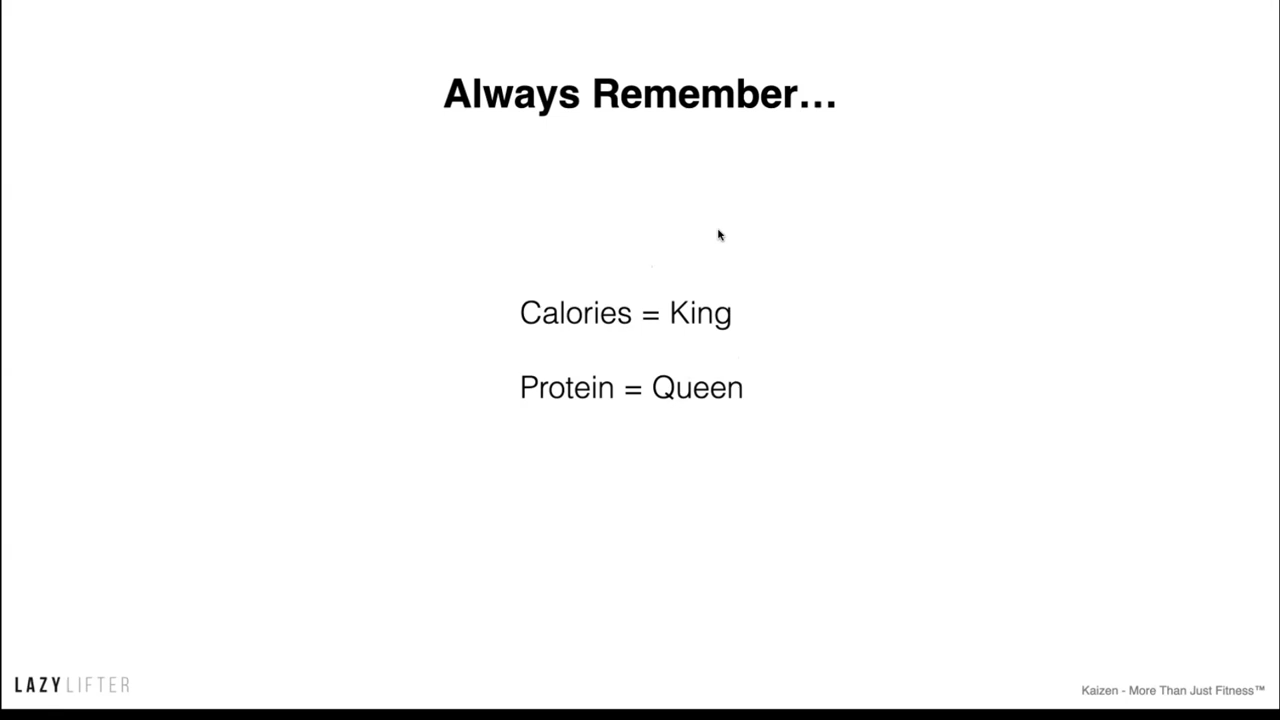 Always Remember…
Calories = King
Protein = Queen
LAZYLIFTER
Kaizen - More Than Just Fitness™